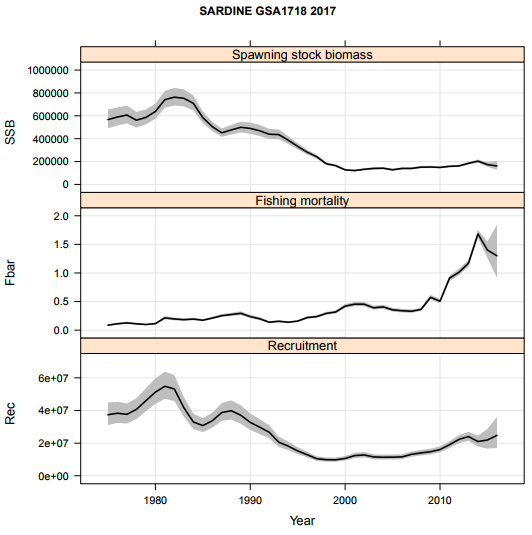 SARDINE GSA1718 2017
Spawning stock biomass
1000000
800000
600000
400000
200000
0
SSB
Fishing mortality
2.0
1.5
1.0
0.5
0.0
Fbar
Recruitment
6e+07
4e+07
2e+07
0e+00
Rec
1980 1990 2000 2010
Year